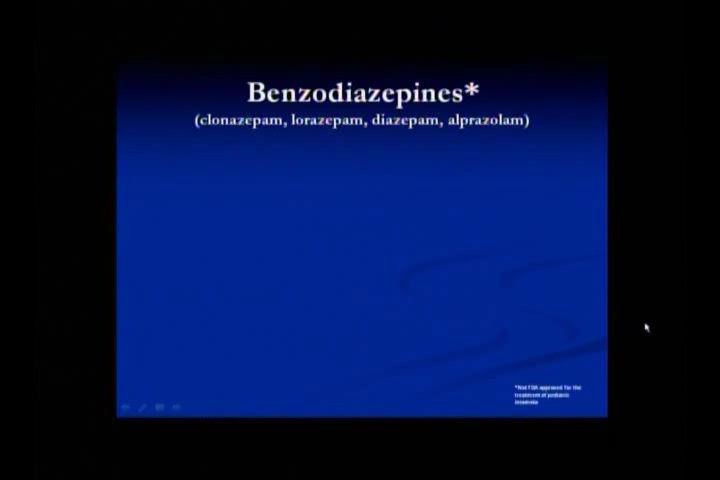 Benzodiazepines*
(clonazepam, lorazepam, diazepam, alprazolam)
*Not FDA approved for the
treatment of pediatric
insomnia